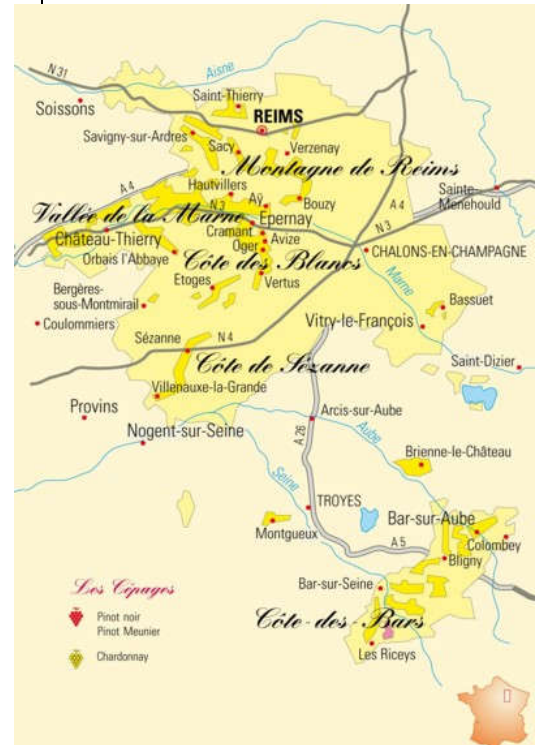 N 31
Aisne
Soissons
Saint-Thierry
REIMS
Savigny-sur-Ardres
Sacy
Verzenay
Montagne de Reims
Hautvillers
A 4
Aÿ
Bouzy
Sainte-
Menehould
Vallée de la Marne
N 3
Epernay
A 4
Cramant
N 3
Château-Thierry
Oger
Avize
CHALONS-EN-CHAMPAGNE
Orbais l'Abbaye
Côte des Blancs
Marne
Etoges
Vertus
Bergères-
sous-Montmirail
Bassuet
Coulommiers
Vitry-le-François
Sézanne
N 4
Saint-Dizier
Côte de Sézanne
Villenauxe-la-Grande
Provins
Arcis-sur-Aube
Nogent-sur-Seine
A 26
Aube
Brienne-le-Château
Seine
TROYES
Bar-sur-Aube
Montgueux
A 5
Colombey
Bligny
Les Cépages
Bar-sur-Seine
Pinot noir
Pinot Meunier
Côte-des-Bars
Chardonnay
Les Riceys